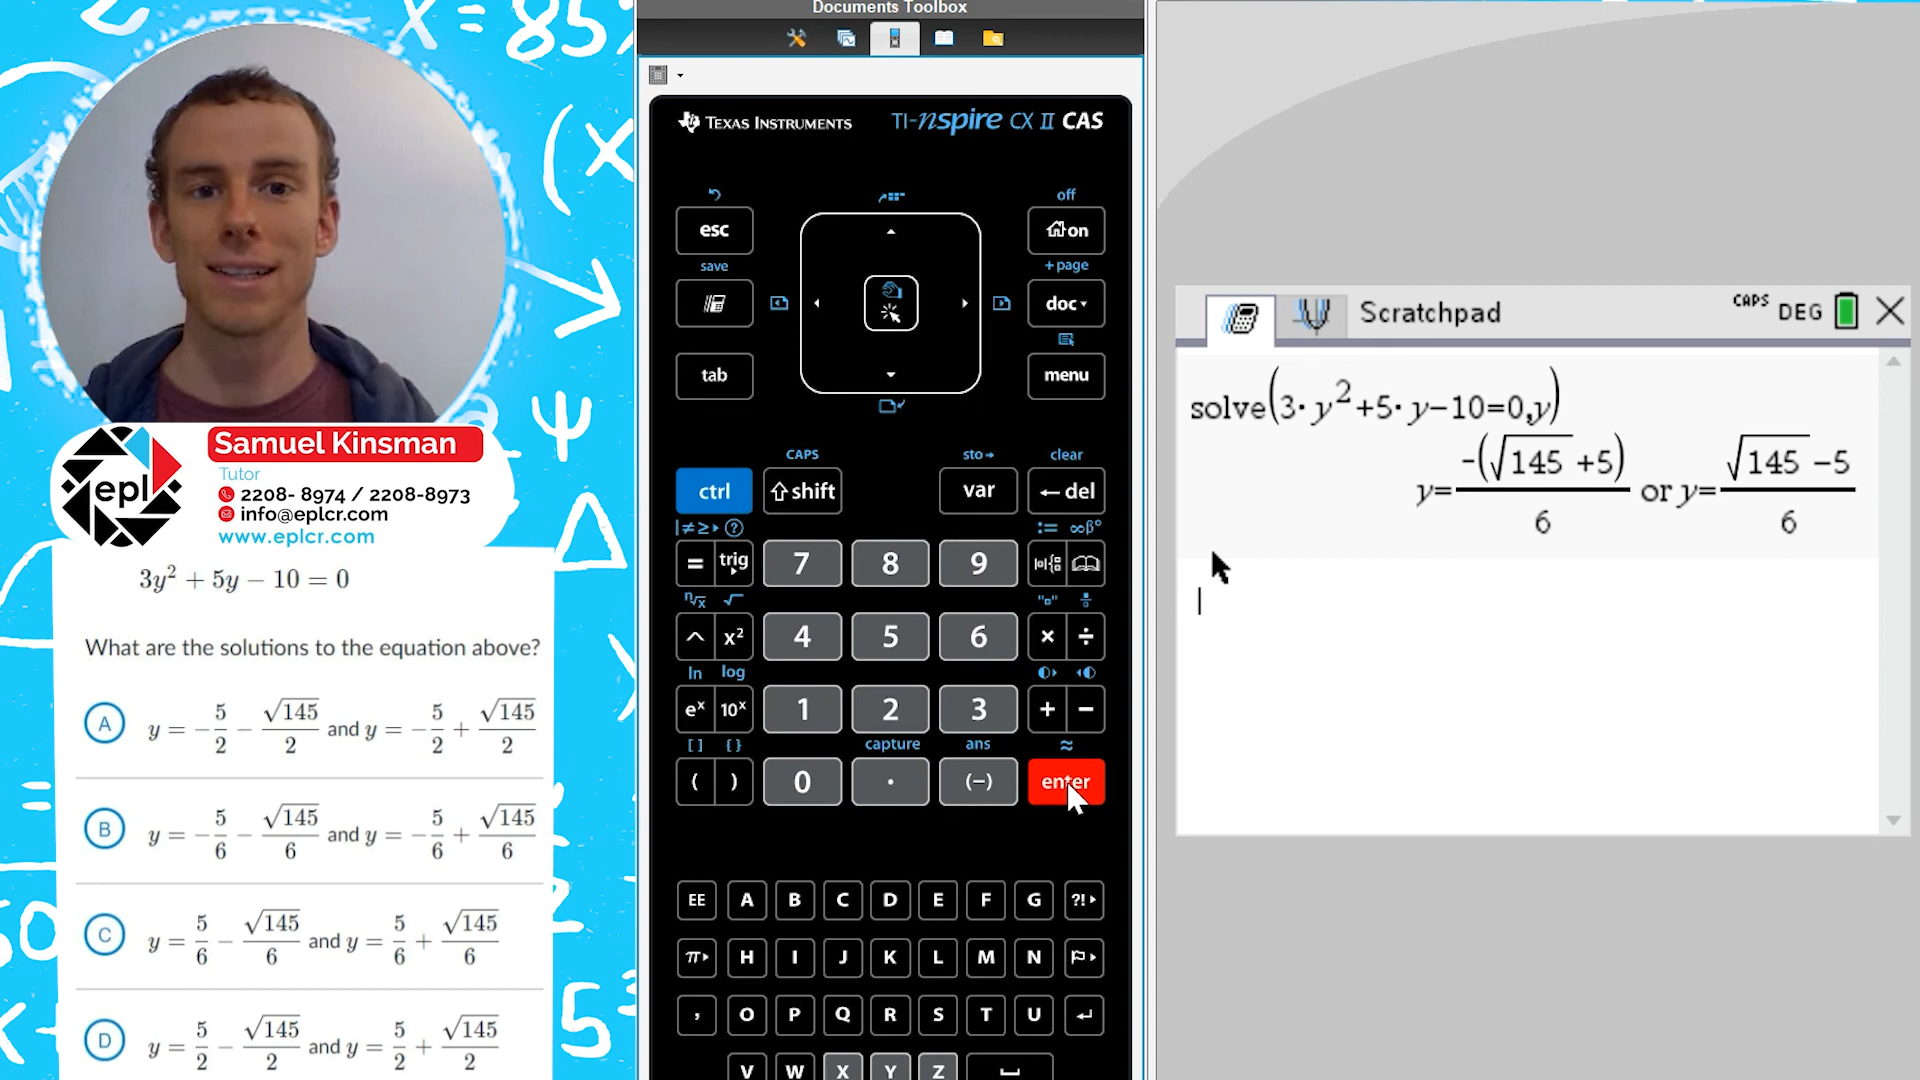 x = 85%
(x
Samuel Kinsman
epl
Tutor
2208- 8974 / 2208-8973
info@eplcr.com
www.eplcr.com
3y² + 5y − 10 = 0
What are the solutions to the equation above?
A y = −5/2 − √145/2 and y = −5/2 + √145/2
B y = −5/6 − √145/6 and y = −5/6 + √145/6
C y = 5/6 − √145/6 and y = 5/6 + √145/6
D y = 5/2 − √145/2 and y = 5/2 + √145/2
Documents Toolbox
TEXAS INSTRUMENTS TI-nspire CX II CAS
off
esc on
save +page
doc
tab menu
CAPS sto→ clear
ctrl ⇧shift var ←del
|≠≥▸ ? := ∞β°
= trig 7 8 9 |□|{
ⁿ√x √ "□"
^ x² 4 5 6 × ÷
ln log
eˣ 10ˣ 1 2 3 + −
[ ] { } capture ans ≈
( ) 0 . (−) enter
EE A B C D E F G ?!▸
π▸ H I J K L M N
, O P Q R S T U ↵
V W X Y Z
Scratchpad CAPS DEG
solve(3·y²+5·y−10=0,y)
y=-(√145+5)/6 or y=(√145−5)/6